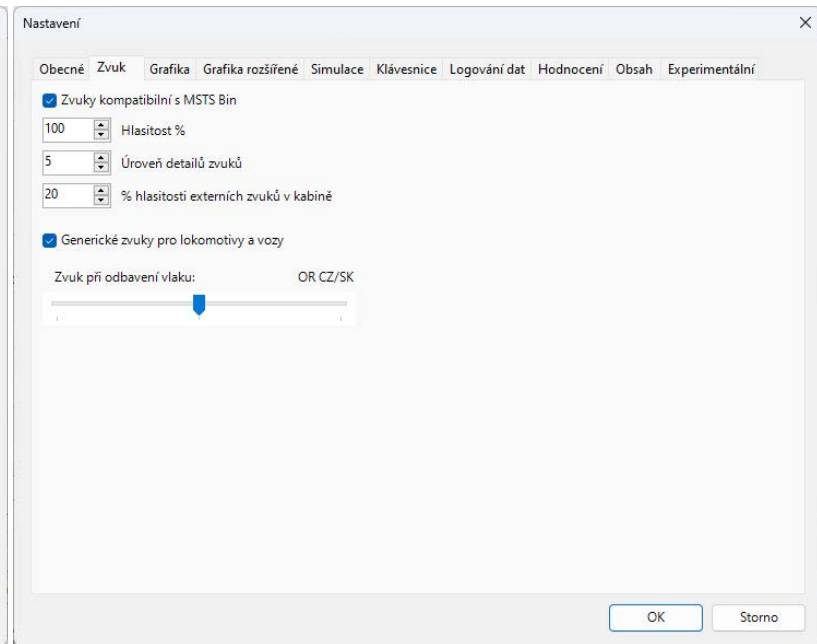 Nastavení
Obecné Zvuk Grafika Grafika rozšířené Simulace Klávesnice Logování dat Hodnocení Obsah Experimentální
Zvuky kompatibilní s MSTS Bin
100 Hlasitost %
5 Úroveň detailů zvuků
20 % hlasitosti externích zvuků v kabině
Generické zvuky pro lokomotivy a vozy
Zvuk při odbavení vlaku: OR CZ/SK
OK Storno